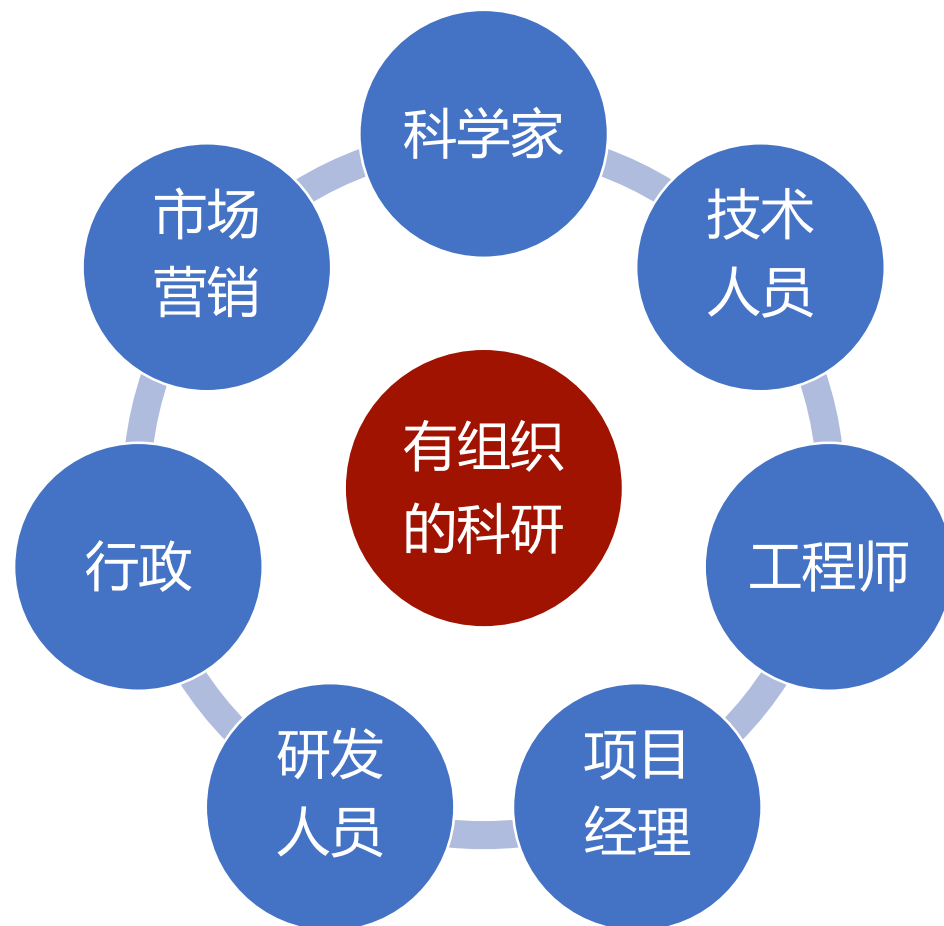 科学家
技术
人员
工程师
项目
经理
研发
人员
行政
市场
营销
有组织
的科研